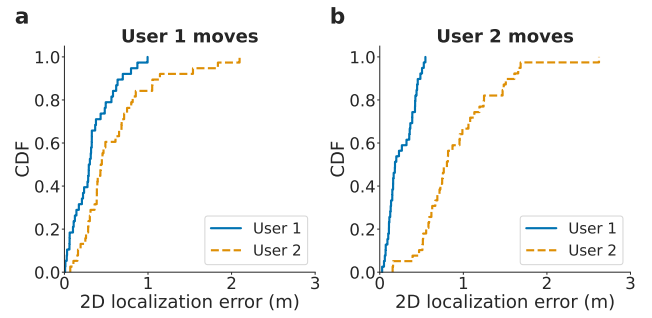 a
User 1 moves
CDF
1.0
0.8
0.6
0.4
0.2
0.0
0
1
2
3
2D localization error (m)
User 1
User 2
b
User 2 moves
CDF
1.0
0.8
0.6
0.4
0.2
0.0
0
1
2
3
2D localization error (m)
User 1
User 2